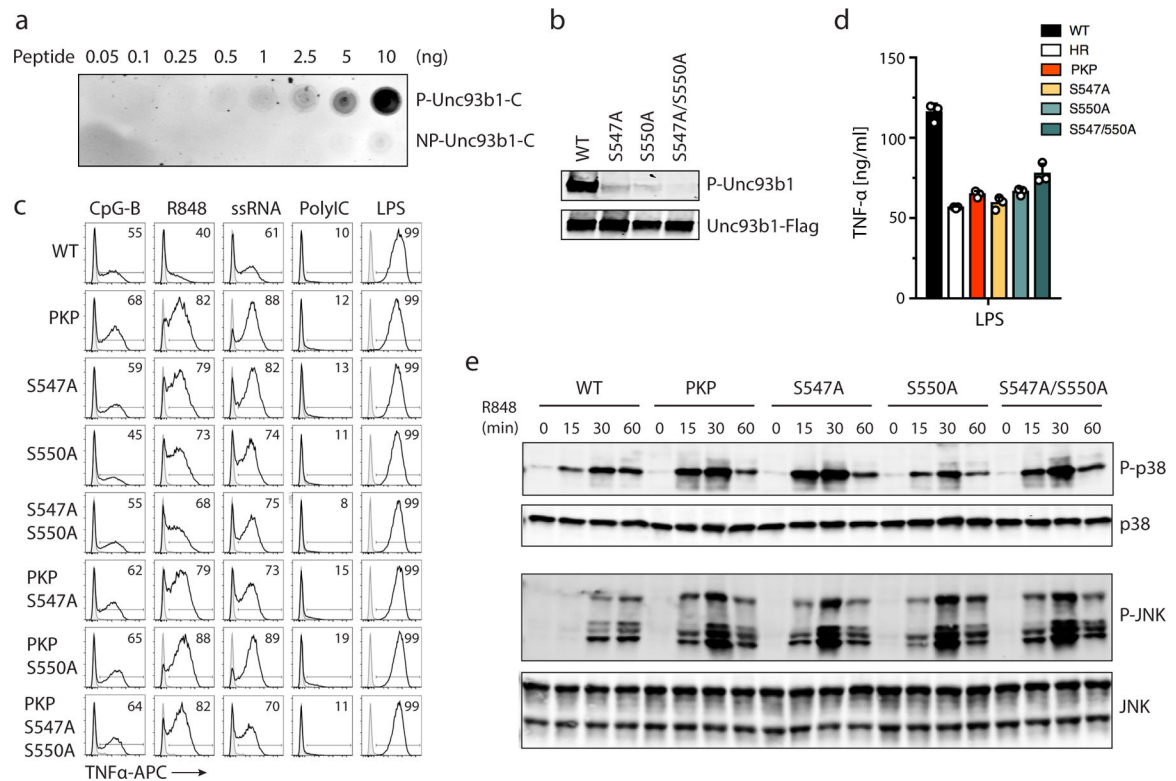 a
Peptide 0.05 0.1 0.25 0.5 1 2.5 5 10 (ng)
P-Unc93b1-C
NP-Unc93b1-C
b
WT S547A S550A S547A/S550A
P-Unc93b1
Unc93b1-Flag
c
CpG-B R848 ssRNA PolyIC LPS
WT 55 40 61 10 99
PKP 68 82 88 12 99
S547A 59 79 82 13 99
S550A 45 73 74 11 99
S547A
S550A 55 68 75 8 99
PKP
S547A 62 79 73 15 99
PKP
S550A 65 88 89 19 99
PKP
S547A
S550A 64 82 70 11 99
TNFα-APC
d
WT
HR
PKP
S547A
S550A
S547/550A
TNF-α [ng/ml]
150
100
50
0
LPS
e
R848
(min)
WT PKP S547A S550A S547A/S550A
0 15 30 60 0 15 30 60 0 15 30 60 0 15 30 60 0 15 30 60
P-p38
p38
P-JNK
JNK